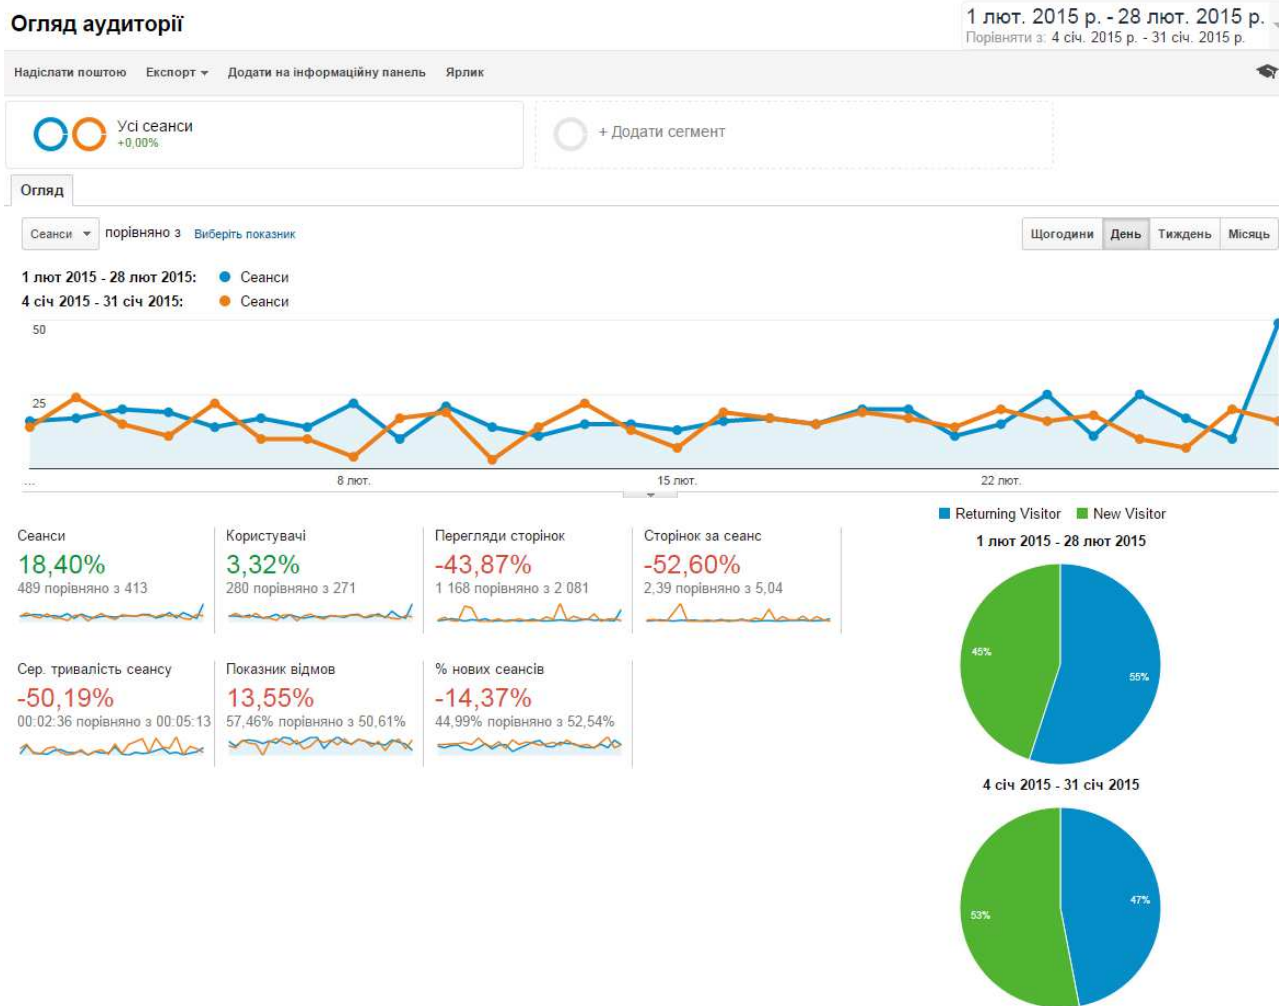 Огляд аудиторії
1 лют. 2015 р. - 28 лют. 2015 р.
Порівняти з: 4 січ. 2015 р. - 31 січ. 2015 р.
Надіслати поштою Експорт Додати на інформаційну панель Ярлик
Усі сеанси
+0,00%
+ Додати сегмент
Огляд
Сеанси порівняно з Виберіть показник
Щогодини День Тиждень Місяць
1 лют 2015 - 28 лют 2015: Сеанси
4 січ 2015 - 31 січ 2015: Сеанси
50
25
... 8 лют. 15 лют. 22 лют.
Returning Visitor New Visitor
1 лют 2015 - 28 лют 2015
45%
55%
4 січ 2015 - 31 січ 2015
47%
53%
Сеанси
18,40%
489 порівняно з 413
Користувачі
3,32%
280 порівняно з 271
Перегляди сторінок
-43,87%
1 168 порівняно з 2 081
Сторінок за сеанс
-52,60%
2,39 порівняно з 5,04
Сер. тривалість сеансу
-50,19%
00:02:36 порівняно з 00:05:13
Показник відмов
13,55%
57,46% порівняно з 50,61%
% нових сеансів
-14,37%
44,99% порівняно з 52,54%